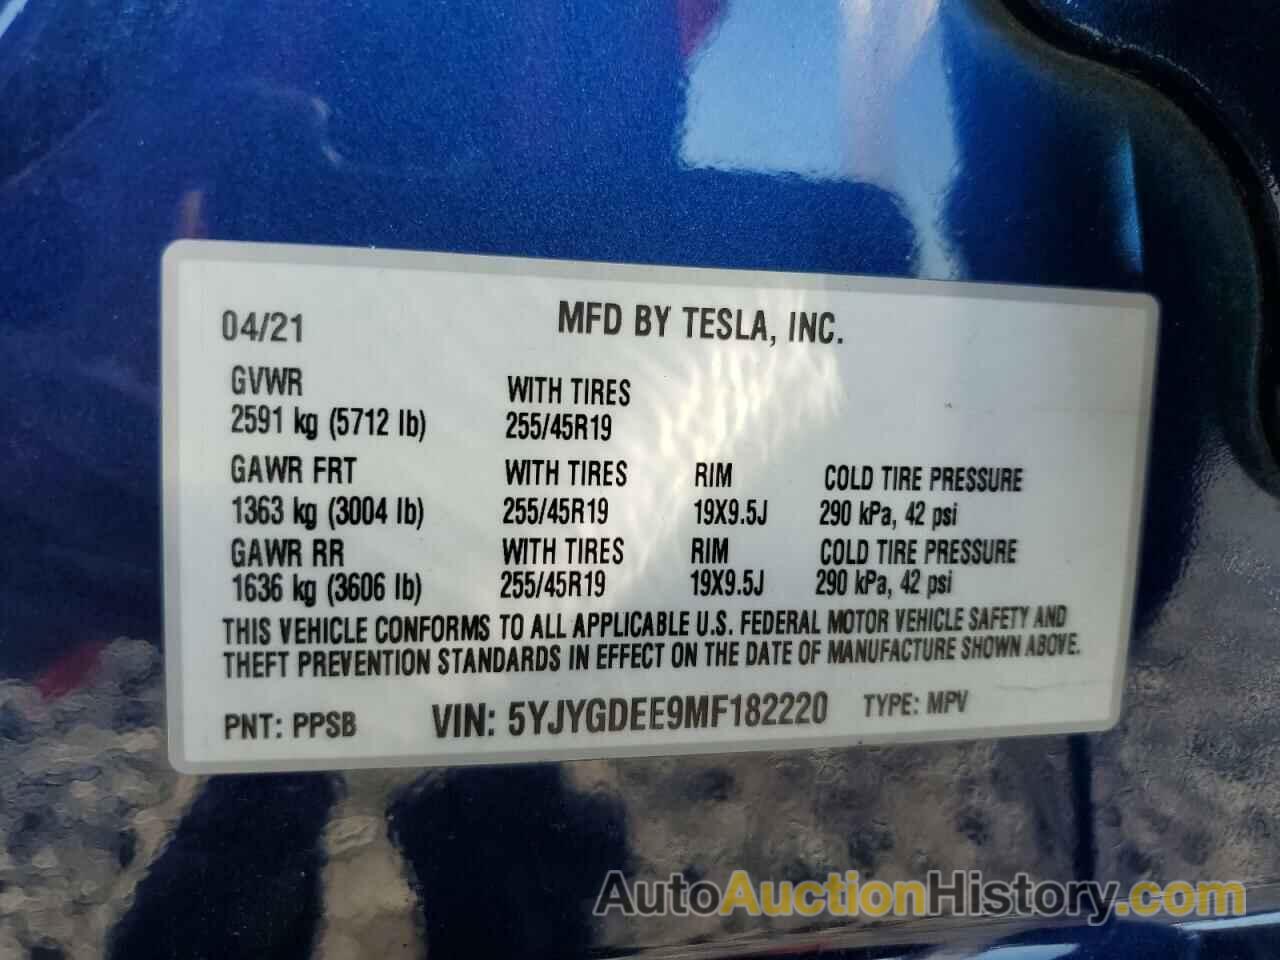 04/21 MFD BY TESLA, INC.
GVWR WITH TIRES
2591 kg (5712 lb) 255/45R19
GAWR FRT WITH TIRES RIM COLD TIRE PRESSURE
1363 kg (3004 lb) 255/45R19 19X9.5J 290 kPa, 42 psi
GAWR RR WITH TIRES RIM COLD TIRE PRESSURE
1636 kg (3606 lb) 255/45R19 19X9.5J 290 kPa, 42 psi
THIS VEHICLE CONFORMS TO ALL APPLICABLE U.S. FEDERAL MOTOR VEHICLE SAFETY AND
THEFT PREVENTION STANDARDS IN EFFECT ON THE DATE OF MANUFACTURE SHOWN ABOVE.
PNT: PPSB VIN: 5YJYGDEE9MF182220 TYPE: MPV
AutoAuctionHistory.com